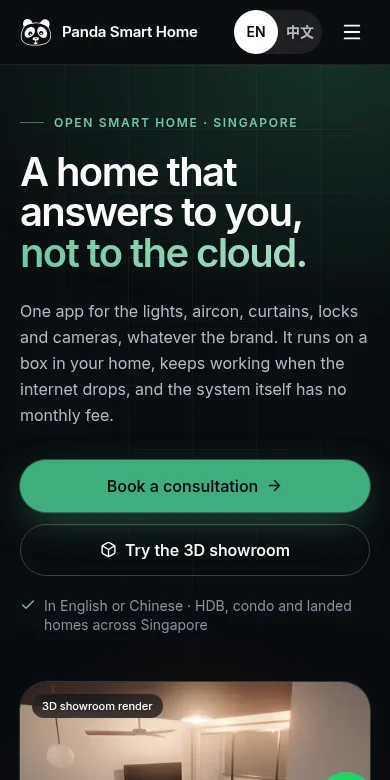 Panda Smart Home
EN 中文
OPEN SMART HOME · SINGAPORE
A home that
answers to you,
not to the cloud.
One app for the lights, aircon, curtains, locks
and cameras, whatever the brand. It runs on a
box in your home, keeps working when the
internet drops, and the system itself has no
monthly fee.
Book a consultation
Try the 3D showroom
In English or Chinese · HDB, condo and landed
homes across Singapore
3D showroom render